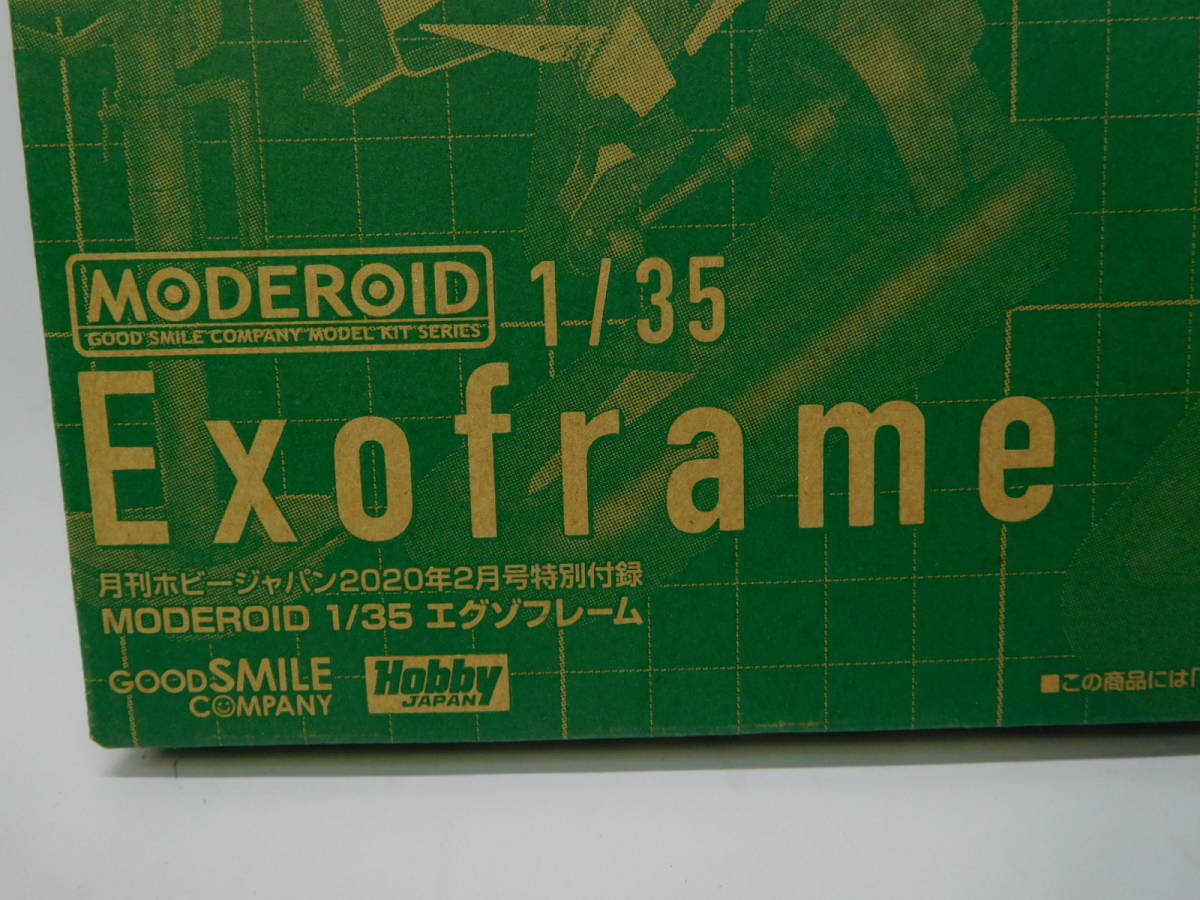 MODEROID
GOOD SMILE COMPANY MODEL KIT SERIES
1/35
Exoframe
月刊ホビージャパン2020年2月号特別付録
MODEROID 1/35 エグゾフレーム
GOODSMILE
COMPANY
Hobby
JAPAN
■この商品には「